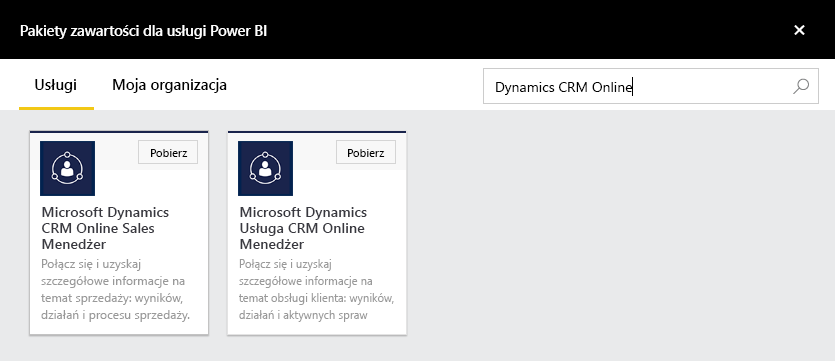 Pakiety zawartości dla usługi Power BI
Usługi
Moja organizacja
Dynamics CRM Online
Pobierz
Microsoft Dynamics
CRM Online Sales
Menedżer
Połącz się i uzyskaj
szczegółowe informacje na
temat sprzedaży: wyników,
działań i procesu sprzedaży.
Pobierz
Microsoft Dynamics
Usługa CRM Online
Menedżer
Połącz się i uzyskaj
szczegółowe informacje na
temat obsługi klienta: wyników,
działań i aktywnych spraw